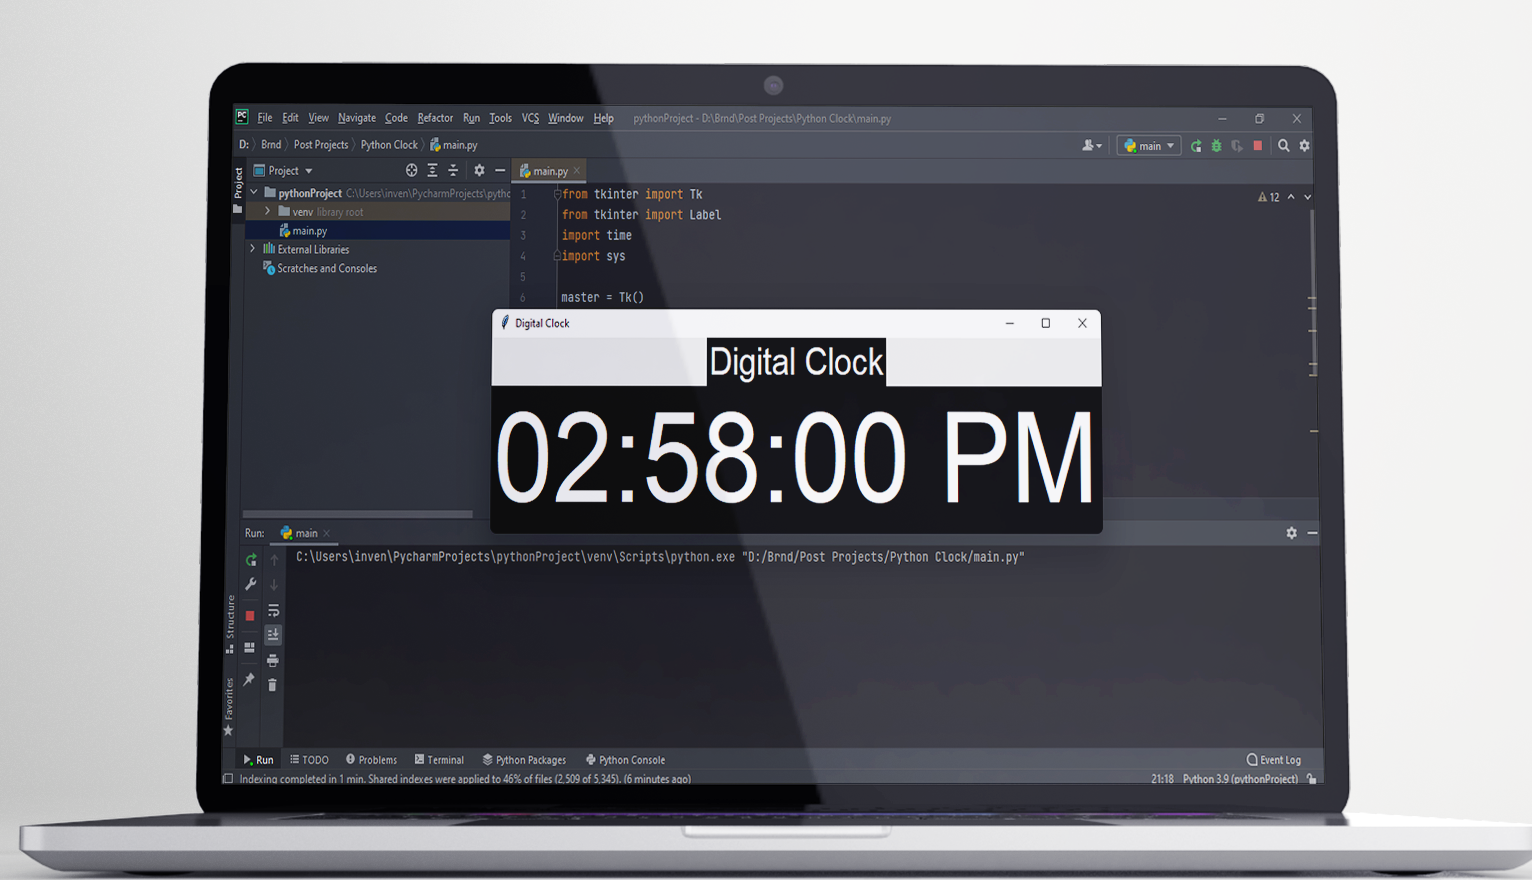 PC File Edit View Navigate Code Refactor Run Tools VCS Window Help pythonProject - D:\Brnd\Post Projects\Python Clock\main.py
D: Brnd Post Projects Python Clock main.py main
Project Project main.py
pythonProject C:\Users\inven\PycharmProjects\pytho
venv library root
main.py
External Libraries
Scratches and Consoles
12
1 from tkinter import Tk
2 from tkinter import Label
3 import time
4 import sys
5
6 master = Tk()
Digital Clock
Digital Clock
02:58:00 PM
Run: main
C:\Users\inven\PycharmProjects\pythonProject\venv\Scripts\python.exe "D:/Brnd/Post Projects/Python Clock/main.py"
Structure
Favorites
Run TODO Problems Terminal Python Packages Python Console Event Log
Indexing completed in 1 min. Shared indexes were applied to 46% of files (2,509 of 5,345). (6 minutes ago) 21:18 Python 3.9 (pythonProject)